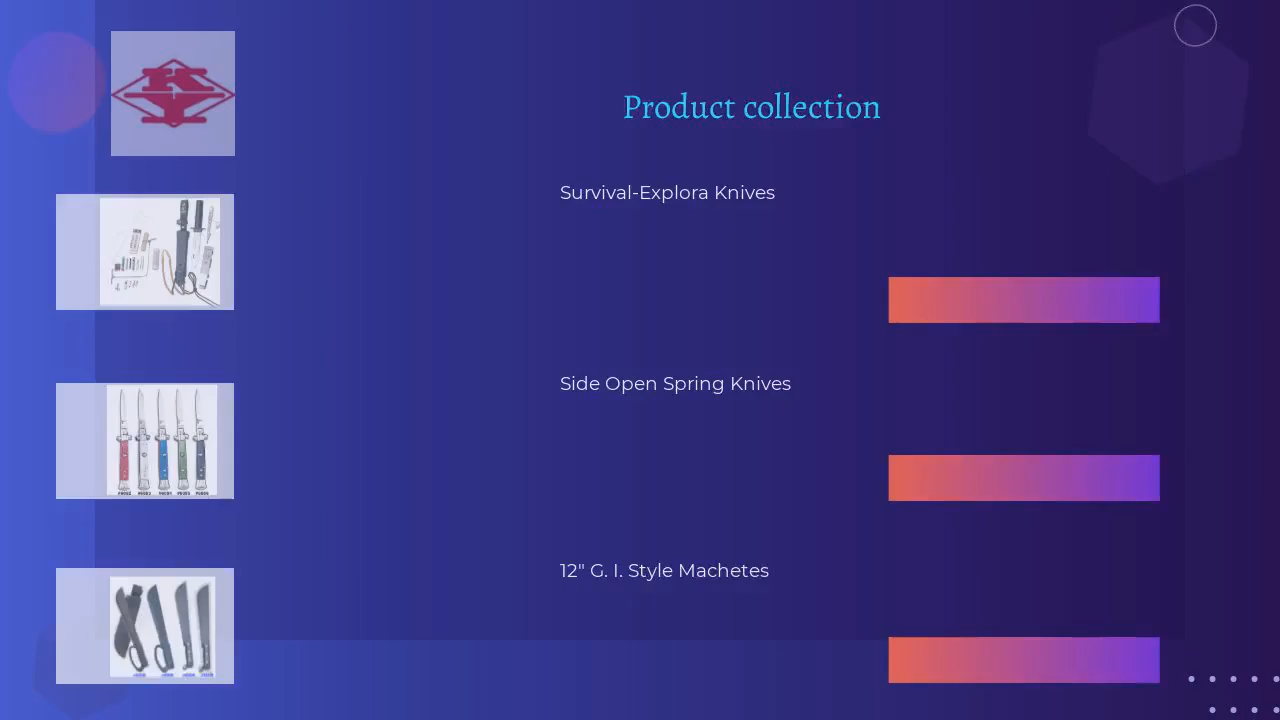 Product collection
Survival-Explora Knives
Side Open Spring Knives
12" G. I. Style Machetes